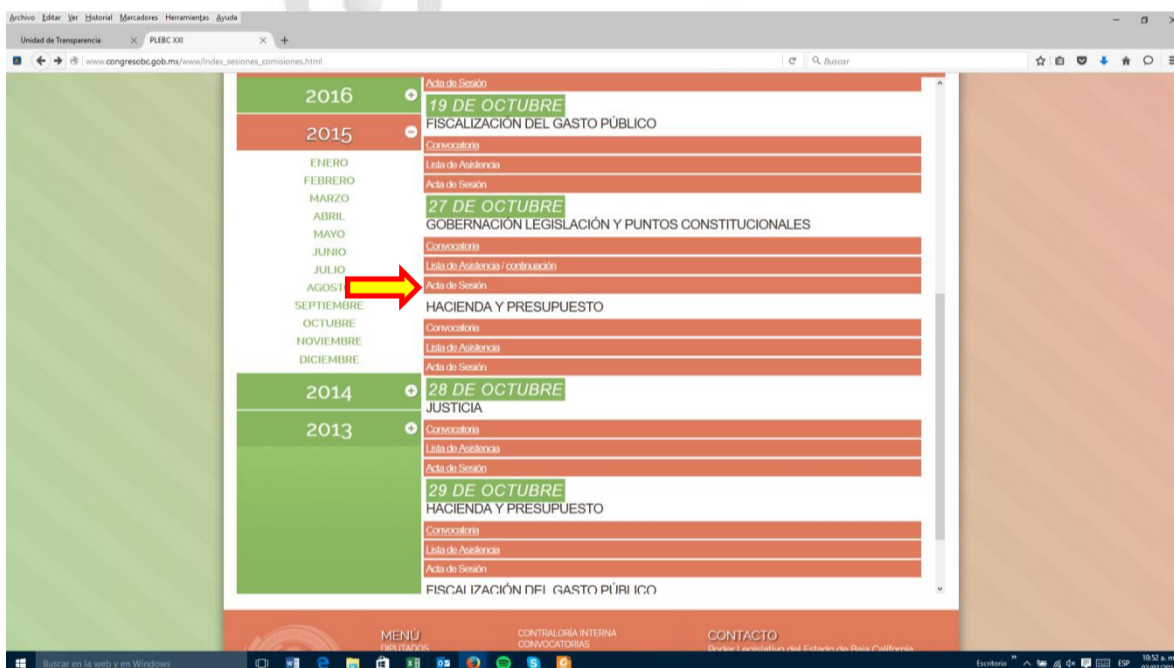 Archivo Editar Ver Historial Marcadores Herramientas Ayuda
Unidad de Transparencia
PLEBC XXI
www.congresobc.gob.mx/www/index_sesiones_comisiones.html
Buscar
2016
2015
ENERO
FEBRERO
MARZO
ABRIL
MAYO
JUNIO
JULIO
AGOSTO
SEPTIEMBRE
OCTUBRE
NOVIEMBRE
DICIEMBRE
2014
2013
Acta de Sesión
19 DE OCTUBRE
FISCALIZACIÓN DEL GASTO PÚBLICO
Convocatoria
Lista de Asistencia
Acta de Sesión
27 DE OCTUBRE
GOBERNACIÓN LEGISLACIÓN Y PUNTOS CONSTITUCIONALES
Convocatoria
Lista de Asistencia / continuación
Acta de Sesión
HACIENDA Y PRESUPUESTO
Convocatoria
Lista de Asistencia
Acta de Sesión
28 DE OCTUBRE
JUSTICIA
Convocatoria
Lista de Asistencia
Acta de Sesión
29 DE OCTUBRE
HACIENDA Y PRESUPUESTO
Convocatoria
Lista de Asistencia
Acta de Sesión
FISCALIZACIÓN DEL GASTO PÚBLICO
MENÚ
DIPUTADOS
CONTRALORÍA INTERNA
CONVOCATORIAS
CONTACTO
Poder Legislativo del Estado de Baja California
Buscar en la web y en Windows
Escritorio
ESP
10:52 a. m.